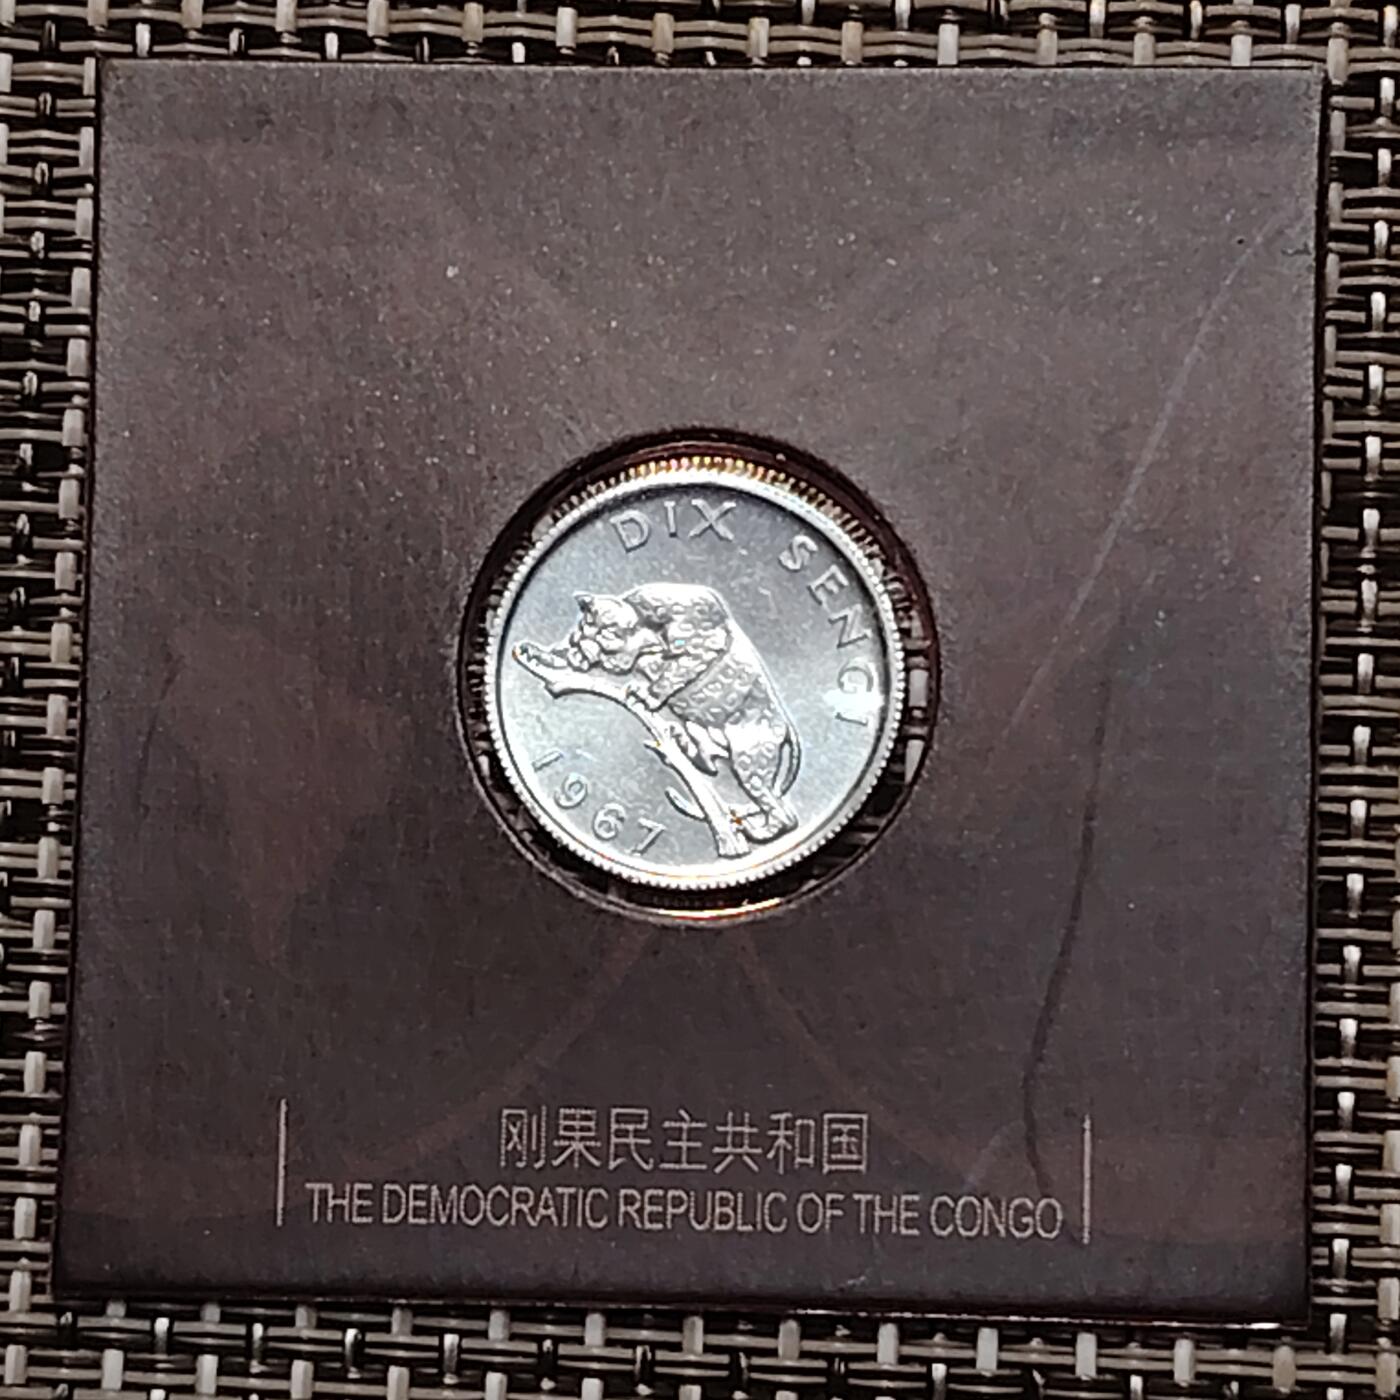 DIX SENGI
1967
刚果民主共和国
THE DEMOCRATIC REPUBLIC OF THE CONGO